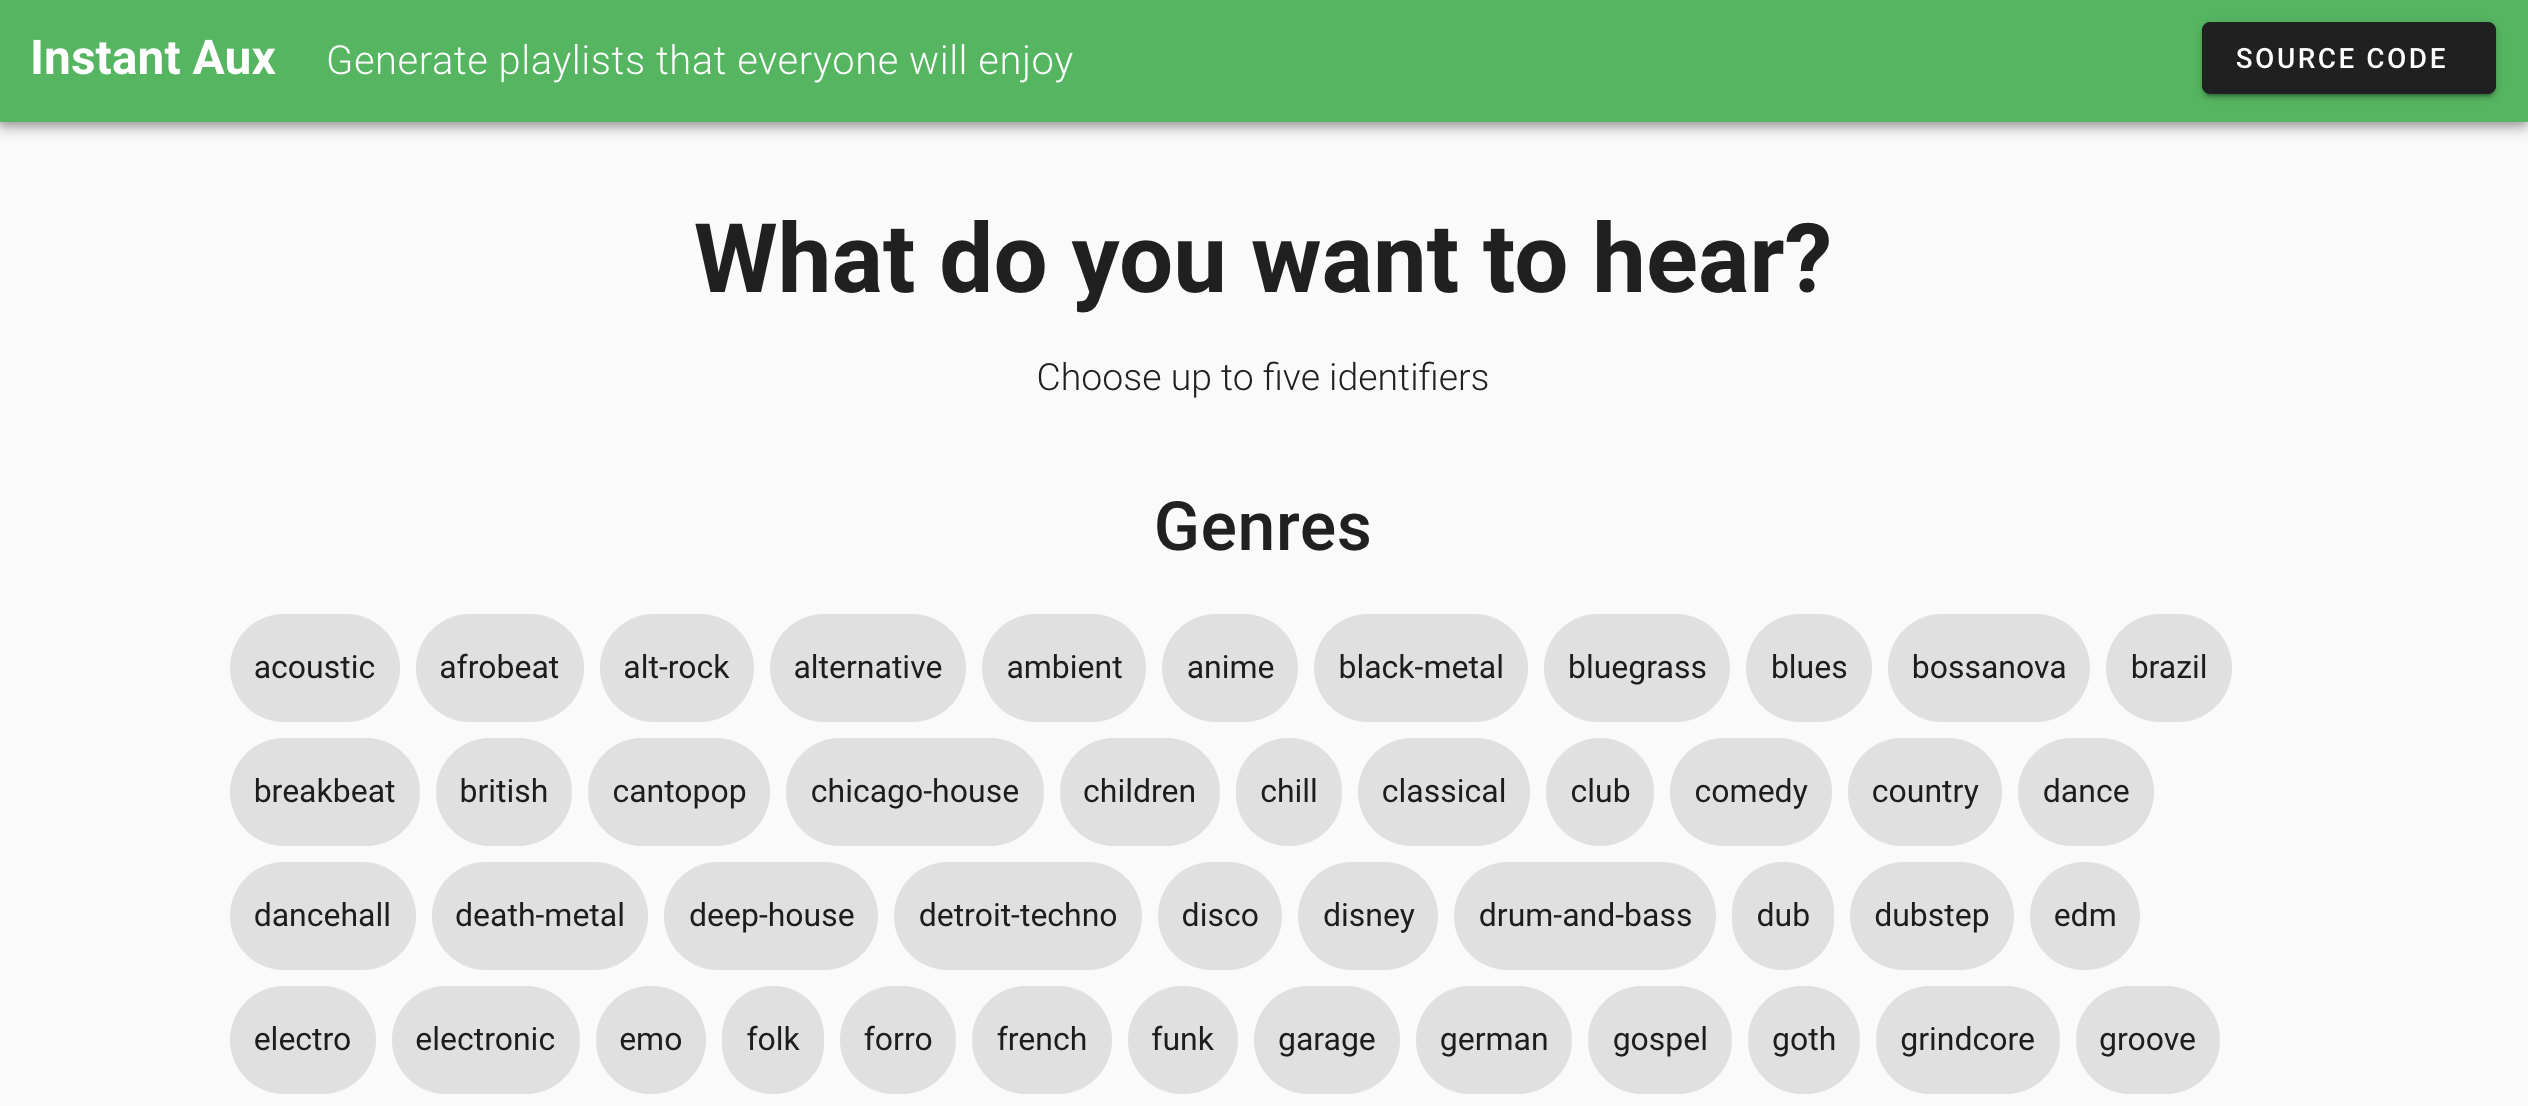 Instant Aux Generate playlists that everyone will enjoy SOURCE CODE
What do you want to hear?
Choose up to five identifiers
Genres
acoustic afrobeat alt-rock alternative ambient anime black-metal bluegrass blues bossanova brazil
breakbeat british cantopop chicago-house children chill classical club comedy country dance
dancehall death-metal deep-house detroit-techno disco disney drum-and-bass dub dubstep edm
electro electronic emo folk forro french funk garage german gospel goth grindcore groove